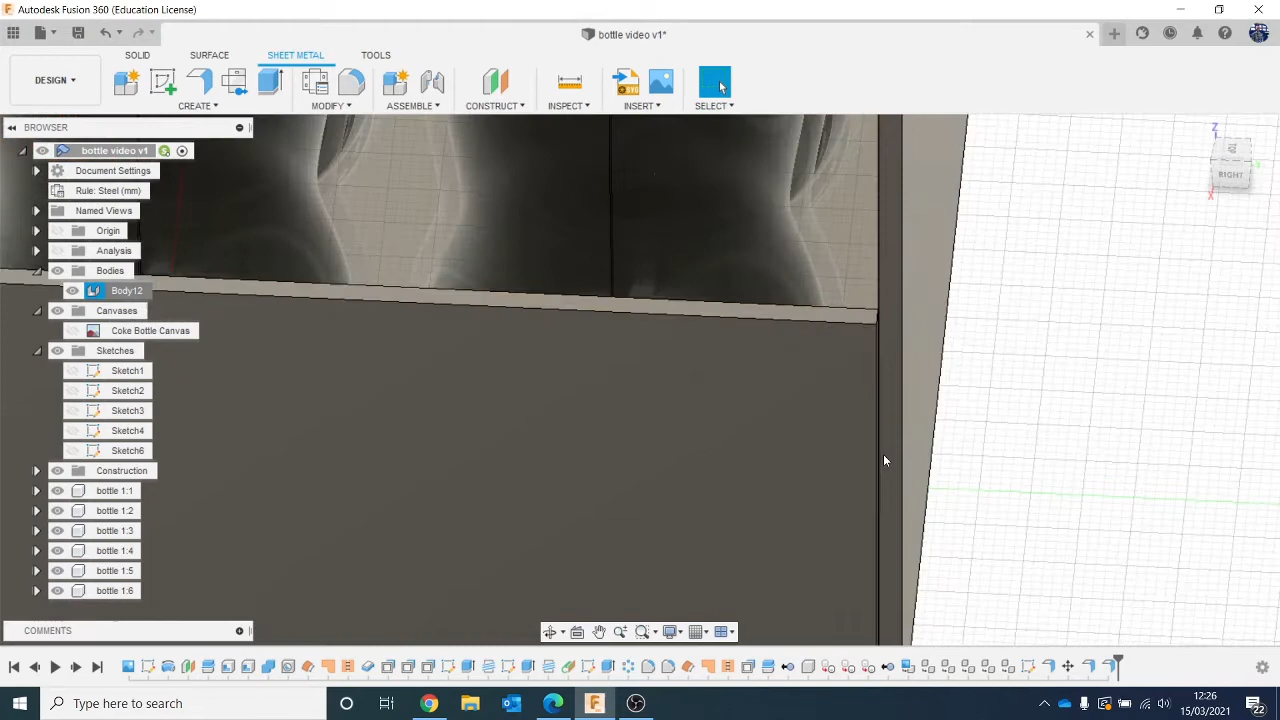 Autodesk Fusion 360 (Education License)
bottle video v1*
DESIGN
SOLID SURFACE SHEET METAL TOOLS
CREATE MODIFY ASSEMBLE CONSTRUCT INSPECT INSERT SELECT
SVG
BROWSER
bottle video v1
Document Settings
Rule: Steel (mm)
Named Views
Origin
Analysis
Bodies
Body12
Canvases
Coke Bottle Canvas
Sketches
Sketch1
Sketch2
Sketch3
Sketch4
Sketch6
Construction
bottle 1:1
bottle 1:2
bottle 1:3
bottle 1:4
bottle 1:5
bottle 1:6
Z
RIGHT
X
COMMENTS
Type here to search
12:26
15/03/2021
22